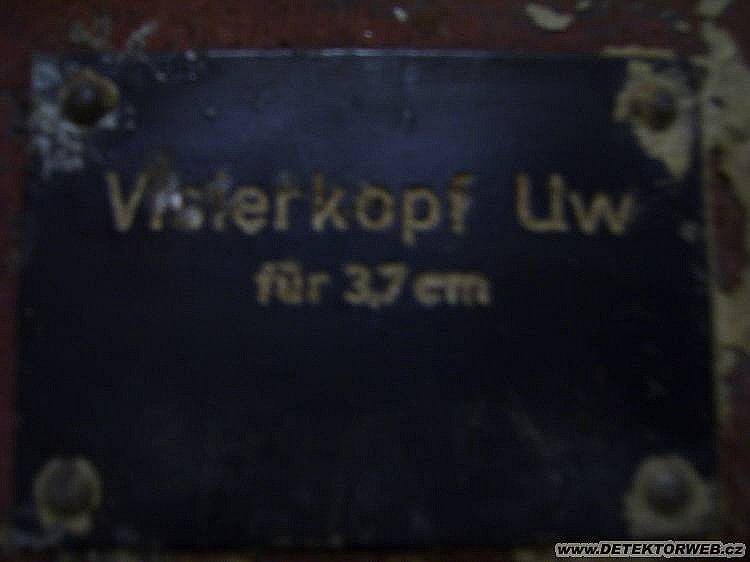 Visierkopf Uw
für 3,7 cm
www.DETEKTORWEB.cz